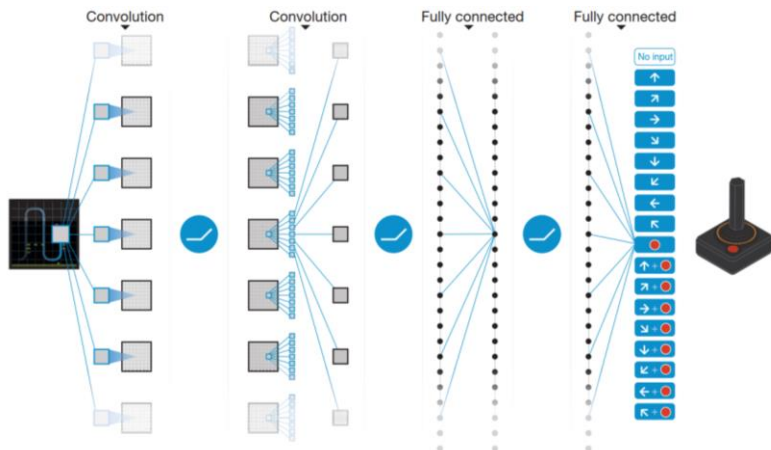 Convolution
Convolution
Fully connected
Fully connected
No input
+
+
+
+
+
+
+
+